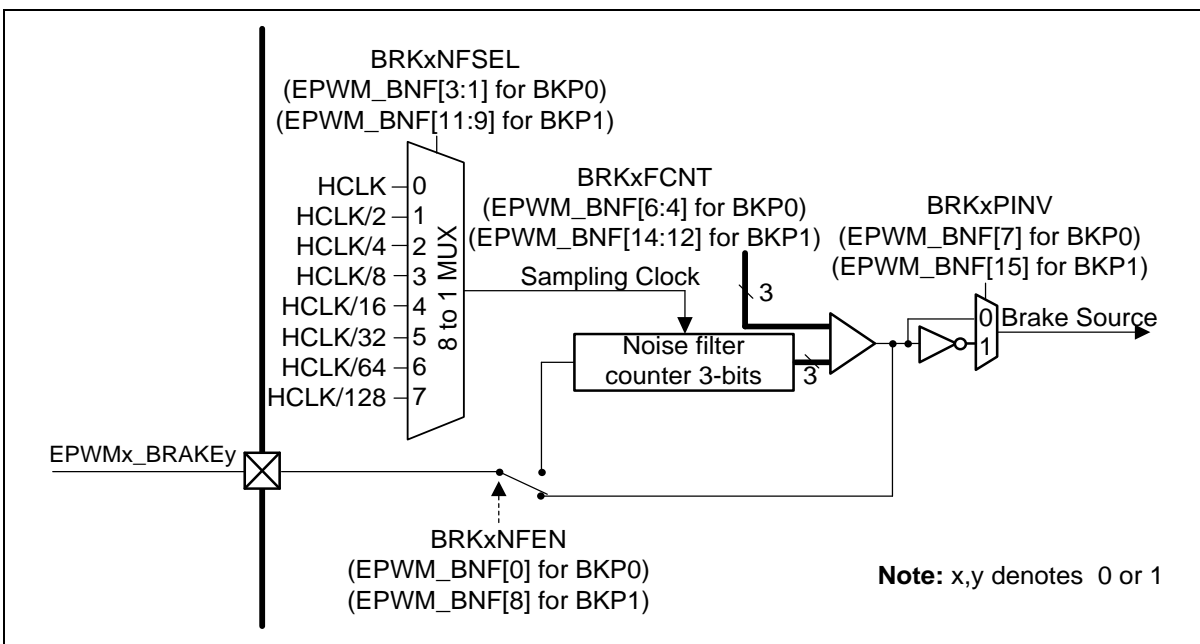 BRKxNFSEL
(EPWM_BNF[3:1] for BKP0)
(EPWM_BNF[11:9] for BKP1)
HCLK 0
HCLK/2 1
HCLK/4 2
HCLK/8 3
HCLK/16 4
HCLK/32 5
HCLK/64 6
HCLK/128 7
8 to 1 MUX
BRKxFCNT
(EPWM_BNF[6:4] for BKP0)
(EPWM_BNF[14:12] for BKP1)
BRKxPINV
(EPWM_BNF[7] for BKP0)
(EPWM_BNF[15] for BKP1)
Sampling Clock
3
Noise filter
counter 3-bits
3
0
1
Brake Source
EPWMx_BRAKEy
BRKxNFEN
(EPWM_BNF[0] for BKP0)
(EPWM_BNF[8] for BKP1)
Note: x,y denotes 0 or 1